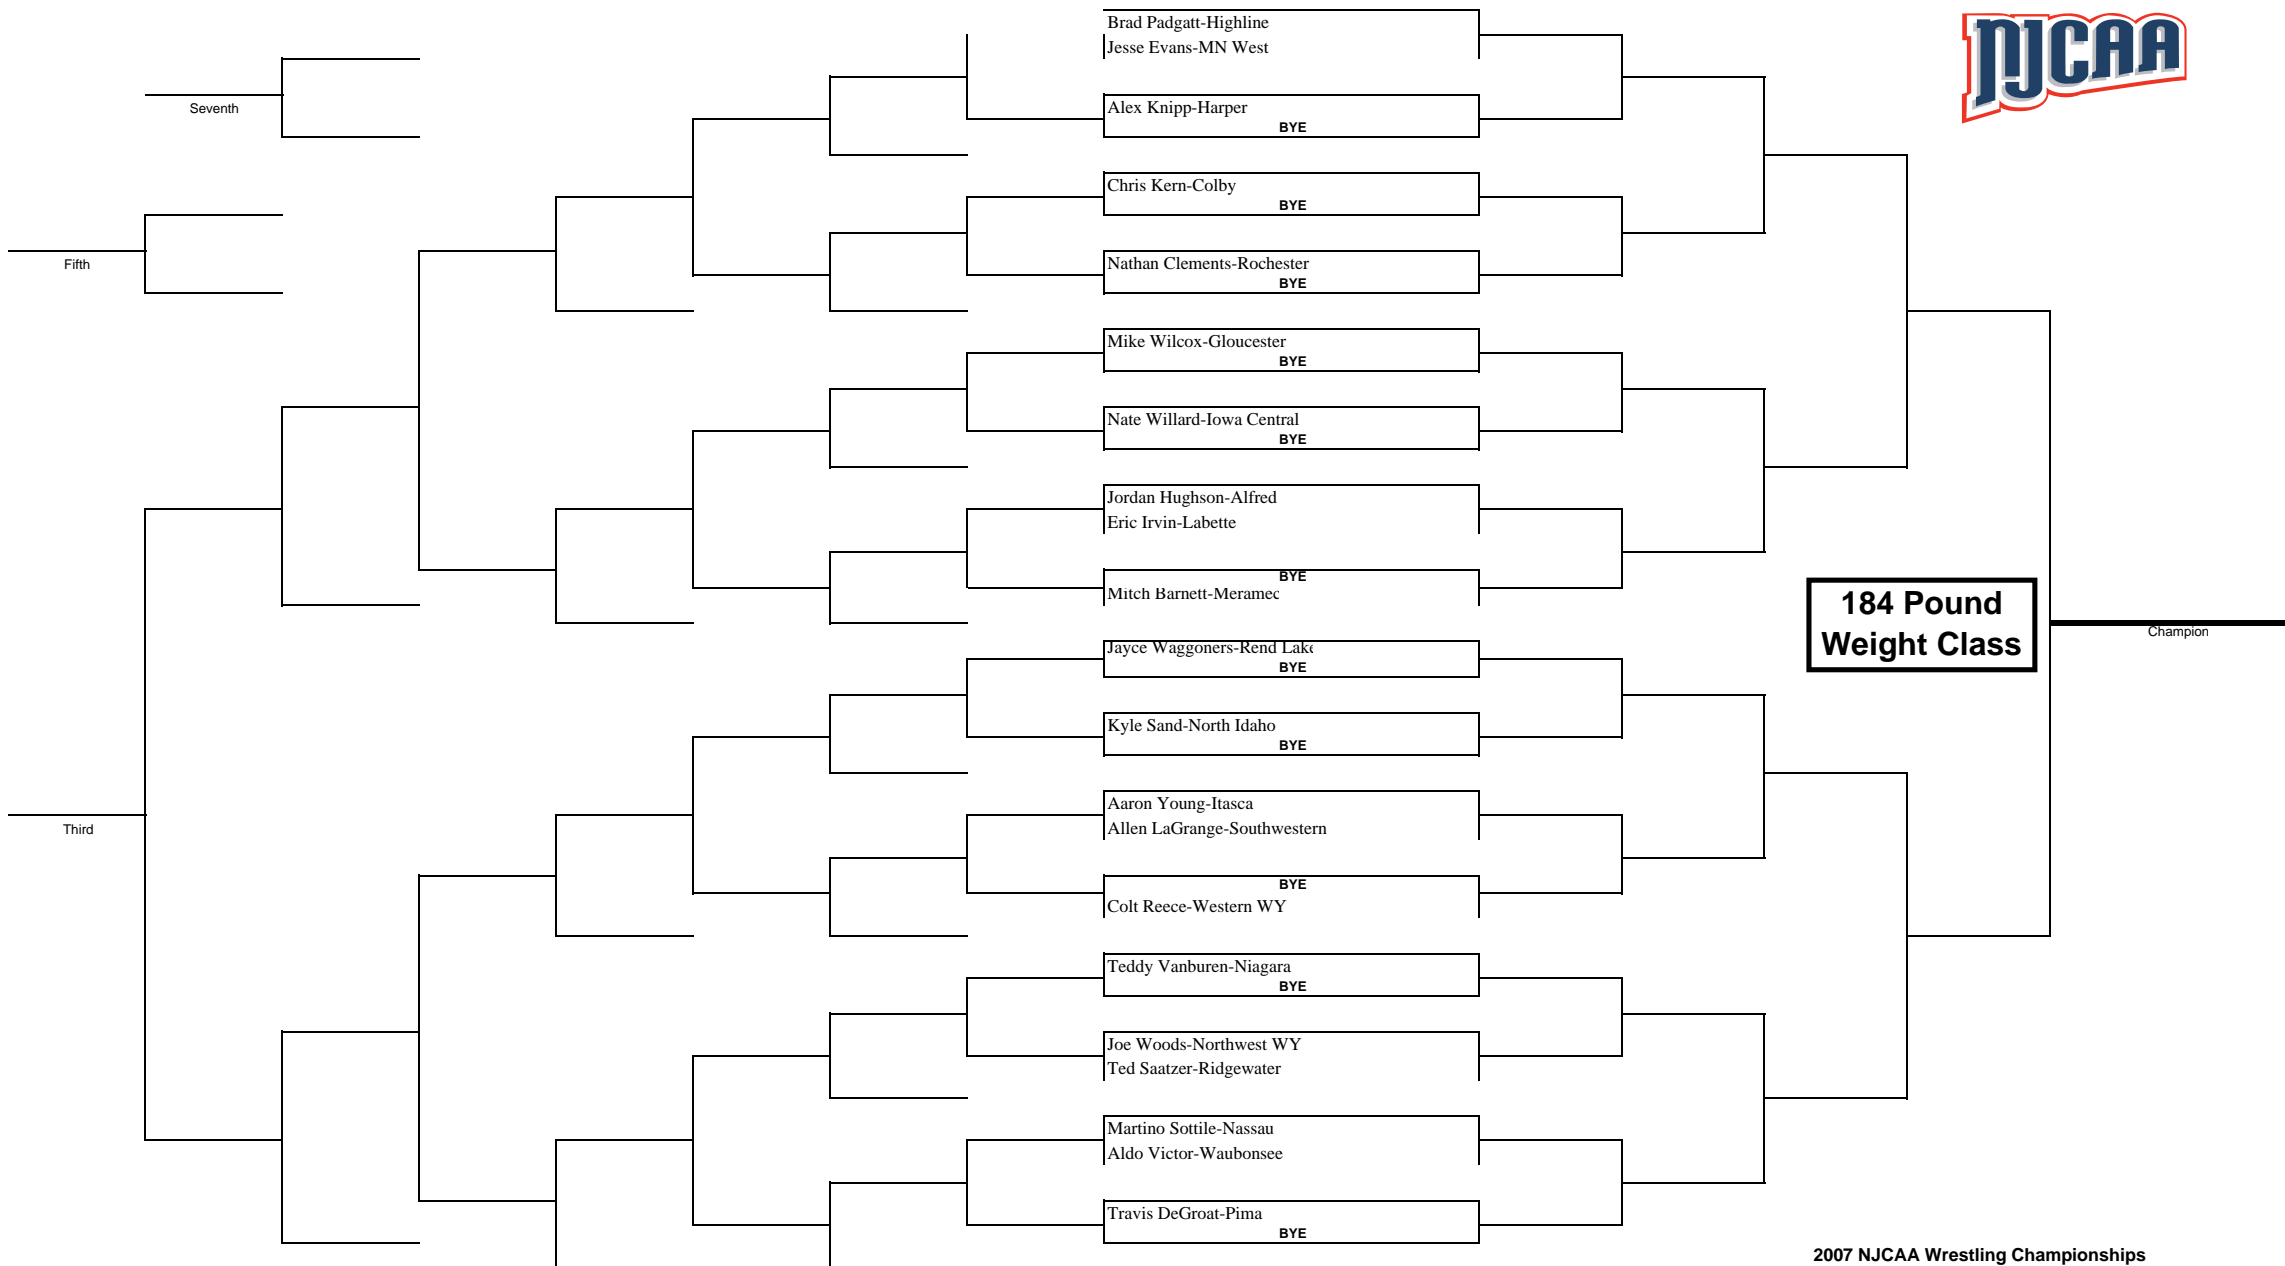 NJCAA
Brad Padgatt-Highline
Jesse Evans-MN West
Seventh
Alex Knipp-Harper
BYE
Chris Kern-Colby
BYE
Fifth
Nathan Clements-Rochester
BYE
Mike Wilcox-Gloucester
BYE
Nate Willard-Iowa Central
BYE
Jordan Hughson-Alfred
Eric Irvin-Labette
BYE
Mitch Barnett-Meramec
184 Pound
Weight Class
Champion
Jayce Waggoners-Rend Lake
BYE
Kyle Sand-North Idaho
BYE
Third
Aaron Young-Itasca
Allen LaGrange-Southwestern
BYE
Colt Reece-Western WY
Teddy Vanburen-Niagara
BYE
Joe Woods-Northwest WY
Ted Saatzer-Ridgewater
Martino Sottile-Nassau
Aldo Victor-Waubonsee
Travis DeGroat-Pima
BYE
2007 NJCAA Wrestling Championships